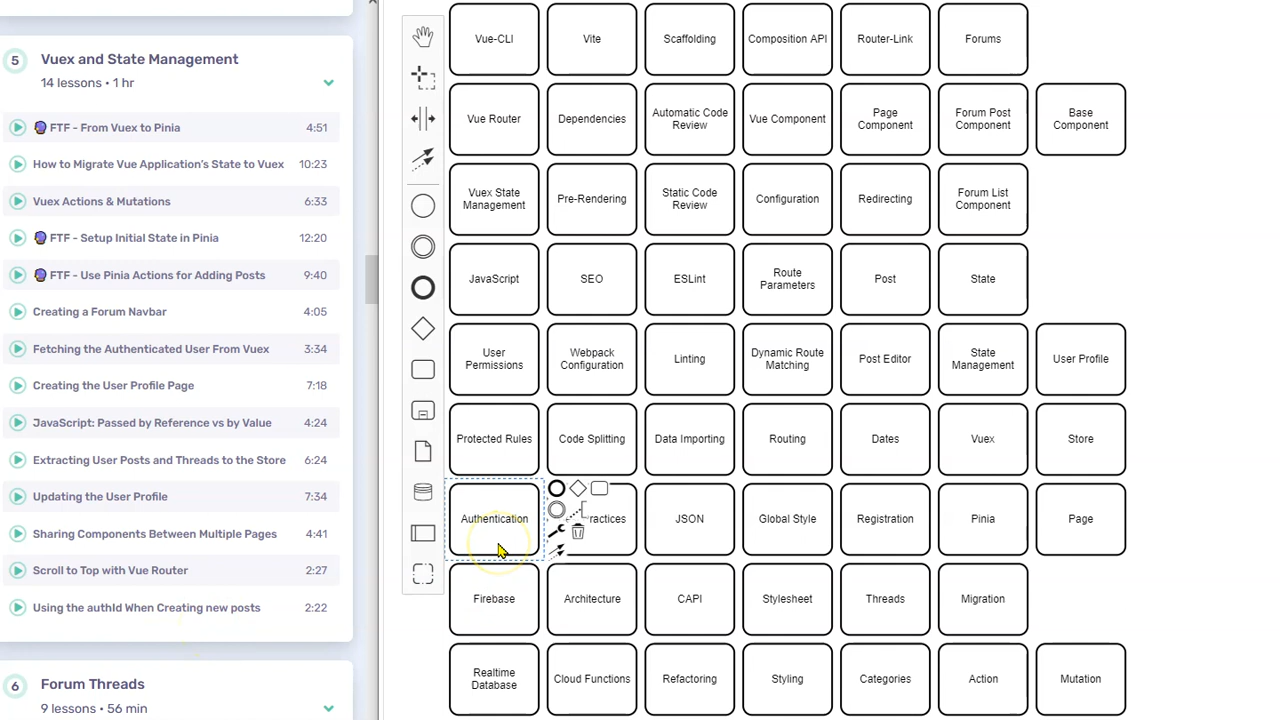 5
Vuex and State Management
14 lessons • 1 hr
FTF - From Vuex to Pinia 4:51
How to Migrate Vue Application's State to Vuex 10:23
Vuex Actions & Mutations 6:33
FTF - Setup Initial State in Pinia 12:20
FTF - Use Pinia Actions for Adding Posts 9:40
Creating a Forum Navbar 4:05
Fetching the Authenticated User From Vuex 3:34
Creating the User Profile Page 7:18
JavaScript: Passed by Reference vs by Value 4:24
Extracting User Posts and Threads to the Store 6:24
Updating the User Profile 7:34
Sharing Components Between Multiple Pages 4:41
Scroll to Top with Vue Router 2:27
Using the authId When Creating new posts 2:22
6
Forum Threads
9 lessons • 56 min
Vue-CLI
Vite
Scaffolding
Composition API
Router-Link
Forums
Vue Router
Dependencies
Automatic Code
Review
Vue Component
Page
Component
Forum Post
Component
Base
Component
Vuex State
Management
Pre-Rendering
Static Code
Review
Configuration
Redirecting
Forum List
Component
JavaScript
SEO
ESLint
Route
Parameters
Post
State
User
Permissions
Webpack
Configuration
Linting
Dynamic Route
Matching
Post Editor
State
Management
User Profile
Protected Rules
Code Splitting
Data Importing
Routing
Dates
Vuex
Store
Authentication
ractices
JSON
Global Style
Registration
Pinia
Page
Firebase
Architecture
CAPI
Stylesheet
Threads
Migration
Realtime
Database
Cloud Functions
Refactoring
Styling
Categories
Action
Mutation